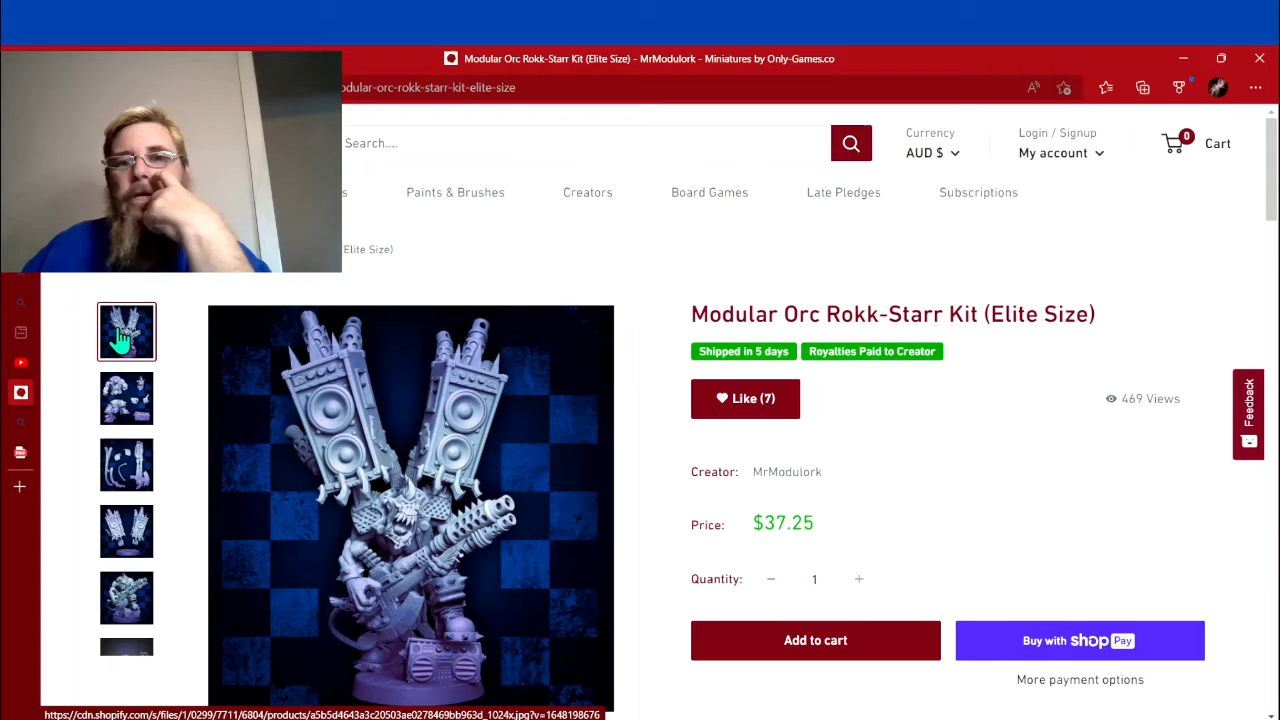 Modular Orc Rokk-Starr Kit (Elite Size) - MrModulork - Miniatures by Only-Games.co
odular-orc-rokk-starr-kit-elite-size
Search....
Currency
AUD $
Login / Signup
My account
0
Cart
s
Paints & Brushes
Creators
Board Games
Late Pledges
Subscriptions
(Elite Size)
Modular Orc Rokk-Starr Kit (Elite Size)
Shipped in 5 days
Royalties Paid to Creator
Like (7)
469 Views
Feedback
Creator: MrModulork
Price: $37.25
Quantity: − 1 +
Add to cart
Buy with shop Pay
More payment options
https://cdn.shopify.com/s/files/1/0299/7711/6804/products/a5b5d4643a3c20503ae0278469bb963d_1024x.jpg?v=1648198676